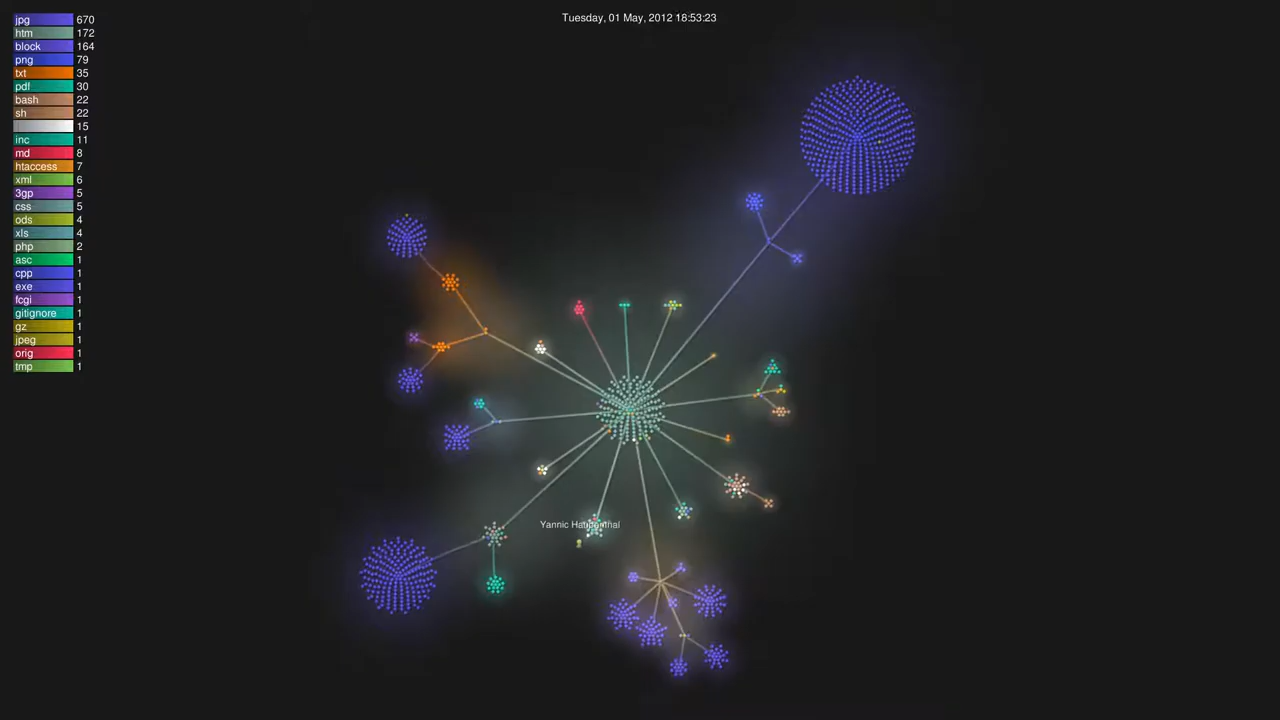 Tuesday, 01 May, 2012 18:53:23
jpg 670
htm 172
block 164
png 79
txt 35
pdf 30
bash 22
sh 22
15
inc 11
md 8
htaccess 7
xml 6
3gp 5
css 5
ods 4
xls 4
php 2
asc 1
cpp 1
exe 1
fcgi 1
gitignore 1
gz 1
jpeg 1
orig 1
tmp 1
Yannic Haupenthal